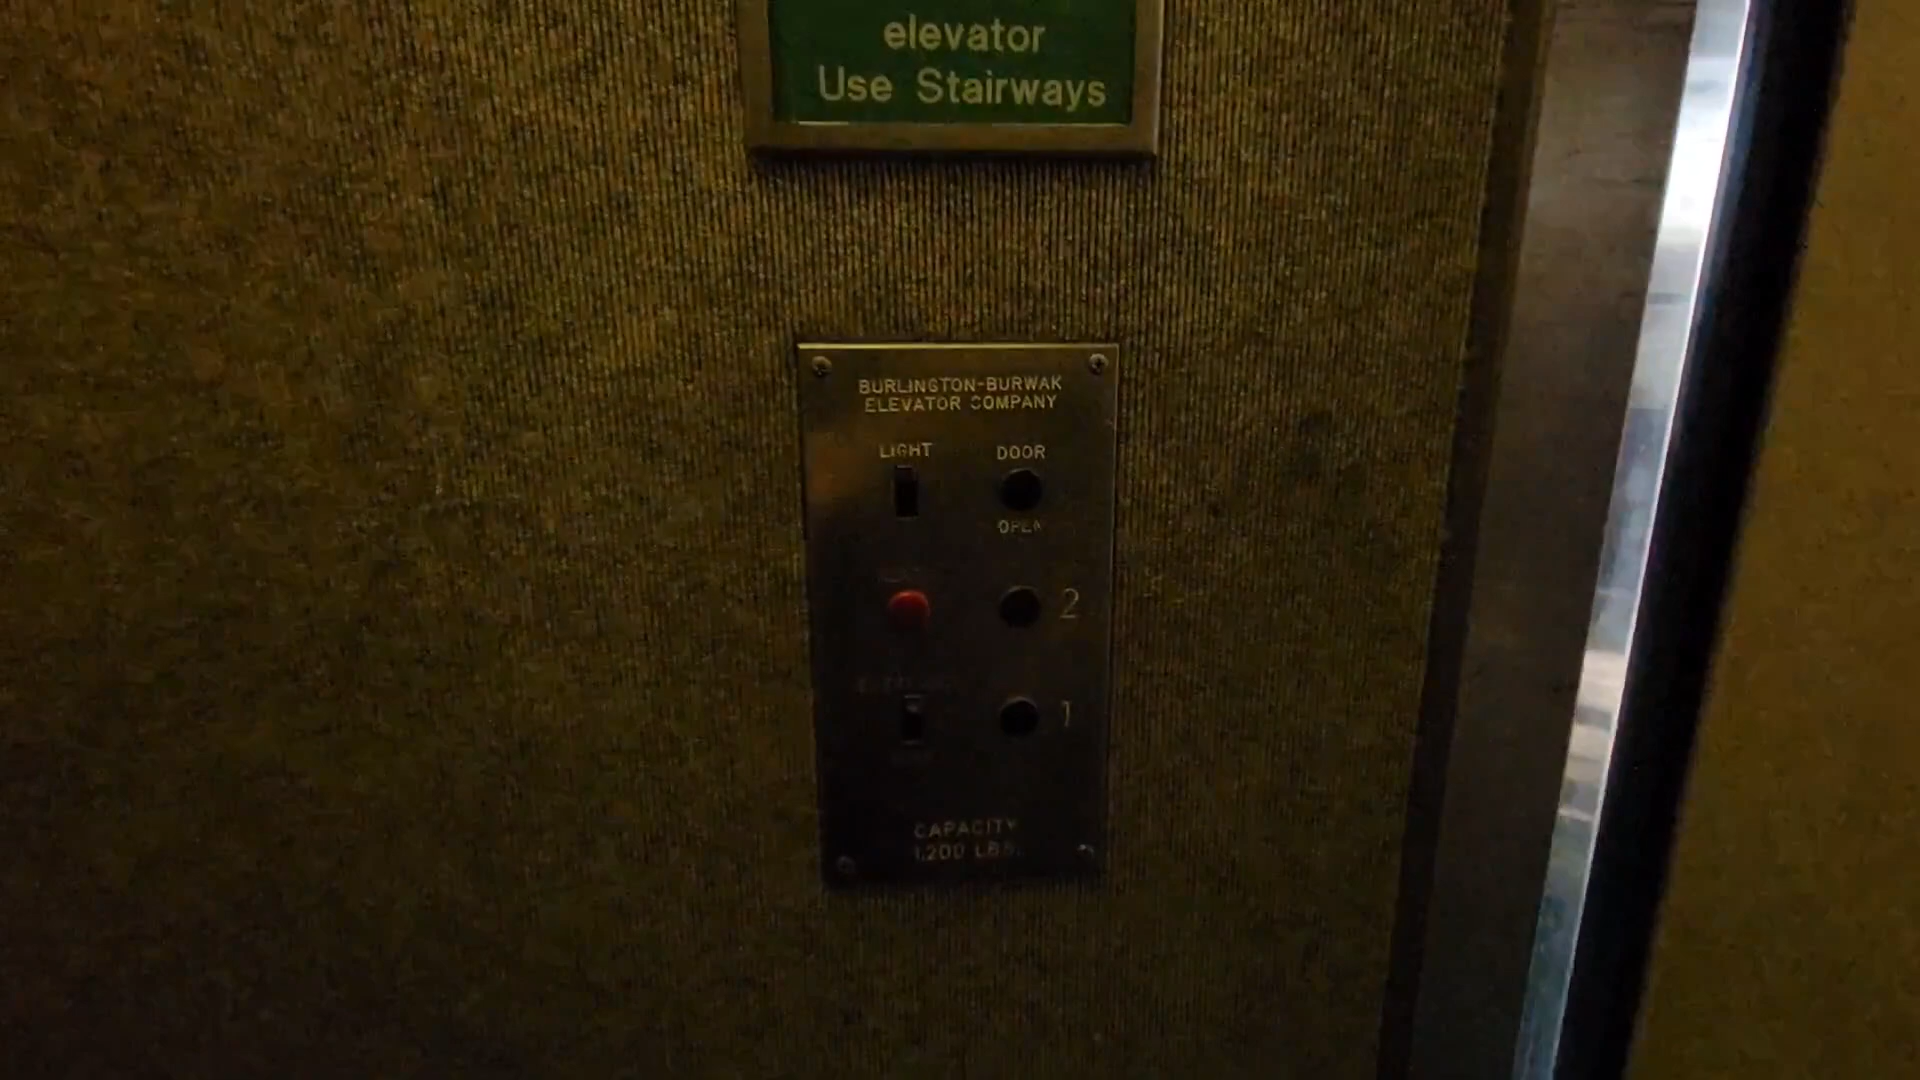 elevator
Use Stairways
BURLINGTON-BURWAK
ELEVATOR COMPANY
LIGHT DOOR
OPEN
2
1
CAPACITY
1,200 LBS.